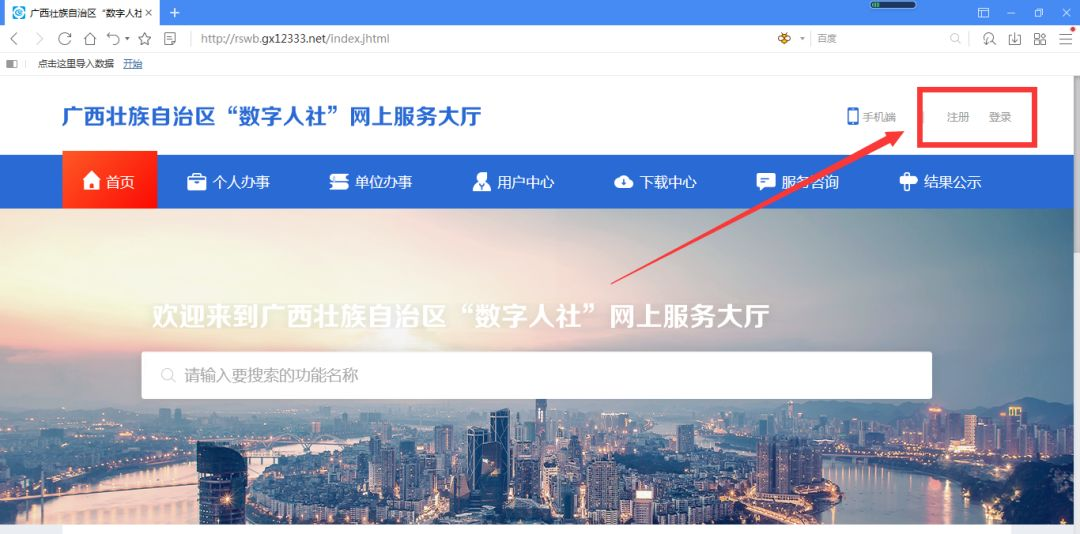 广西壮族自治区“数字人社
http://rswb.gx12333.net/index.jhtml
百度
点击这里导入数据 开始
广西壮族自治区“数字人社”网上服务大厅
手机端 注册 登录
首页 个人办事 单位办事 用户中心 下载中心 服务咨询 结果公示
欢迎来到广西壮族自治区“数字人社”网上服务大厅
请输入要搜索的功能名称